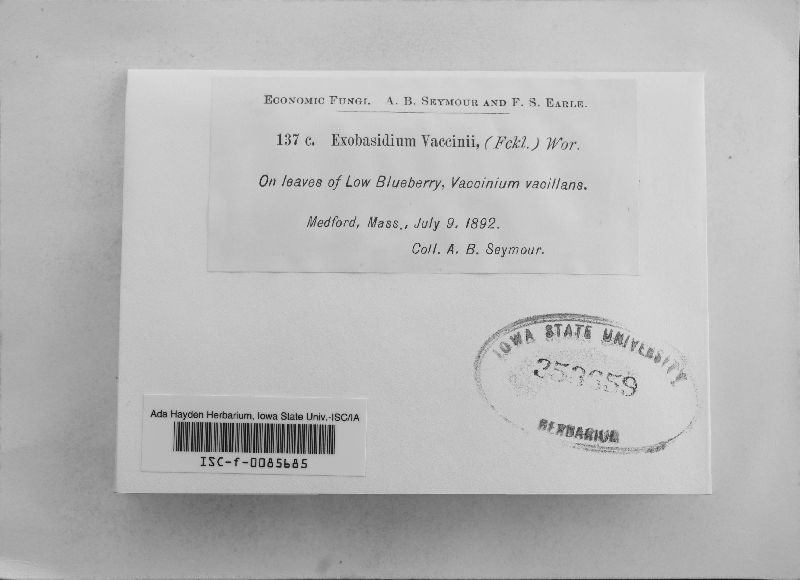 ECONOMIC FUNGI. A. B. SEYMOUR AND F. S. EARLE.
137 c. Exobasidium Vaccinii, (Fckl.) Wor.
On leaves of Low Blueberry, Vaccinium vacillans.
Medford, Mass., July 9, 1892.
Coll. A. B. Seymour.
IOWA STATE UNIVERSITY
353659
HERBARIUM
Ada Hayden Herbarium, Iowa State Univ.-ISC/IA
ISC-f-0085685